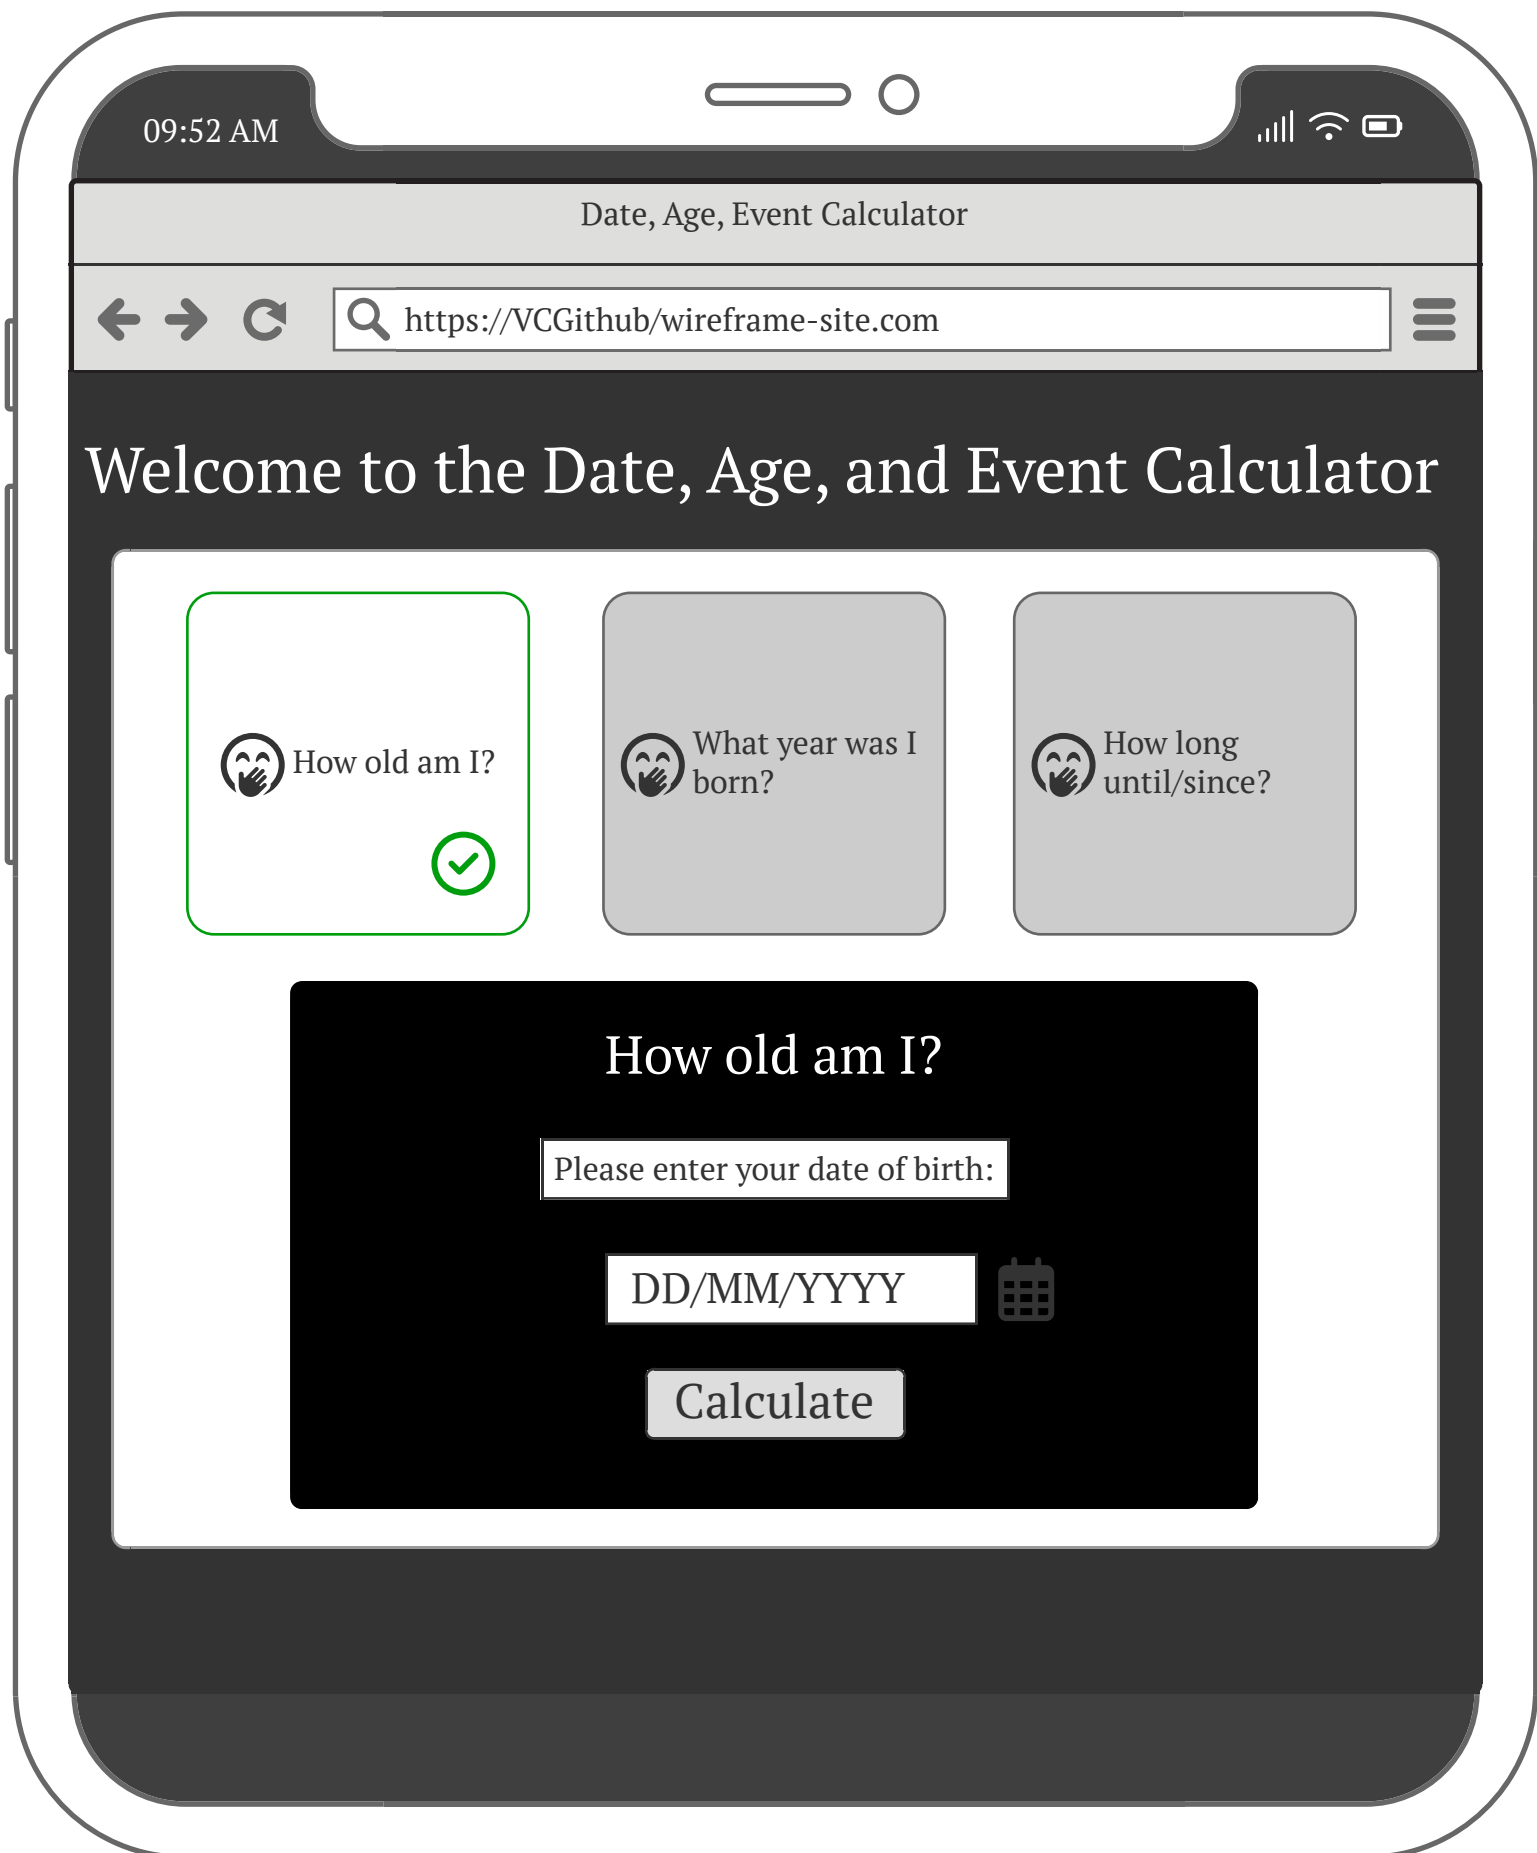 09:52 AM
Date, Age, Event Calculator
https://VCGithub/wireframe-site.com
Welcome to the Date, Age, and Event Calculator
How old am I?
What year was I
born?
How long
until/since?
How old am I?
Please enter your date of birth:
DD/MM/YYYY
Calculate